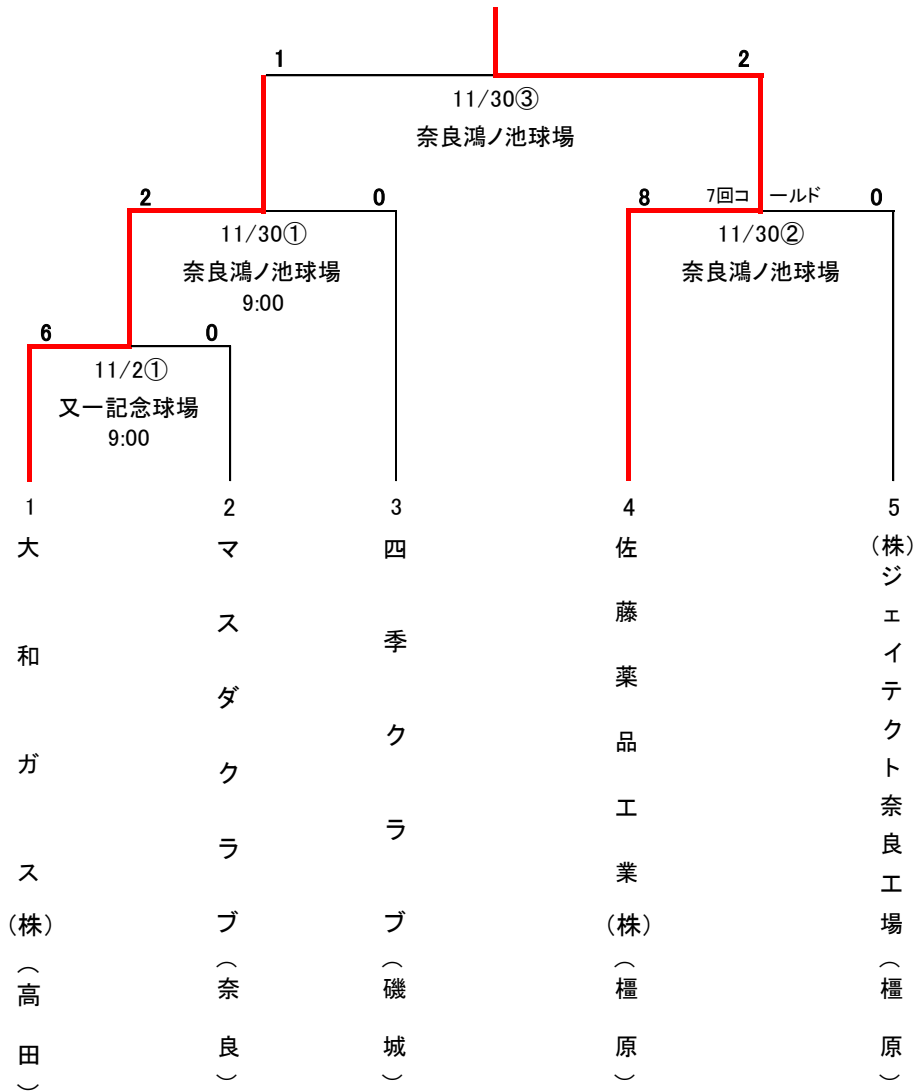 1 2
11/30③
奈良鴻ノ池球場
2 0
8 7回コールド 0
11/30①
奈良鴻ノ池球場
9:00
11/30②
奈良鴻ノ池球場
6 0
11/2①
又一記念球場
9:00
1
大和ガス(株)(高田)
2
マスダクラブ(奈良)
3
四季クラブ(磯城)
4
佐藤薬品工業(株)(橿原)
5
(株)ジェイテクト奈良工場(橿原)